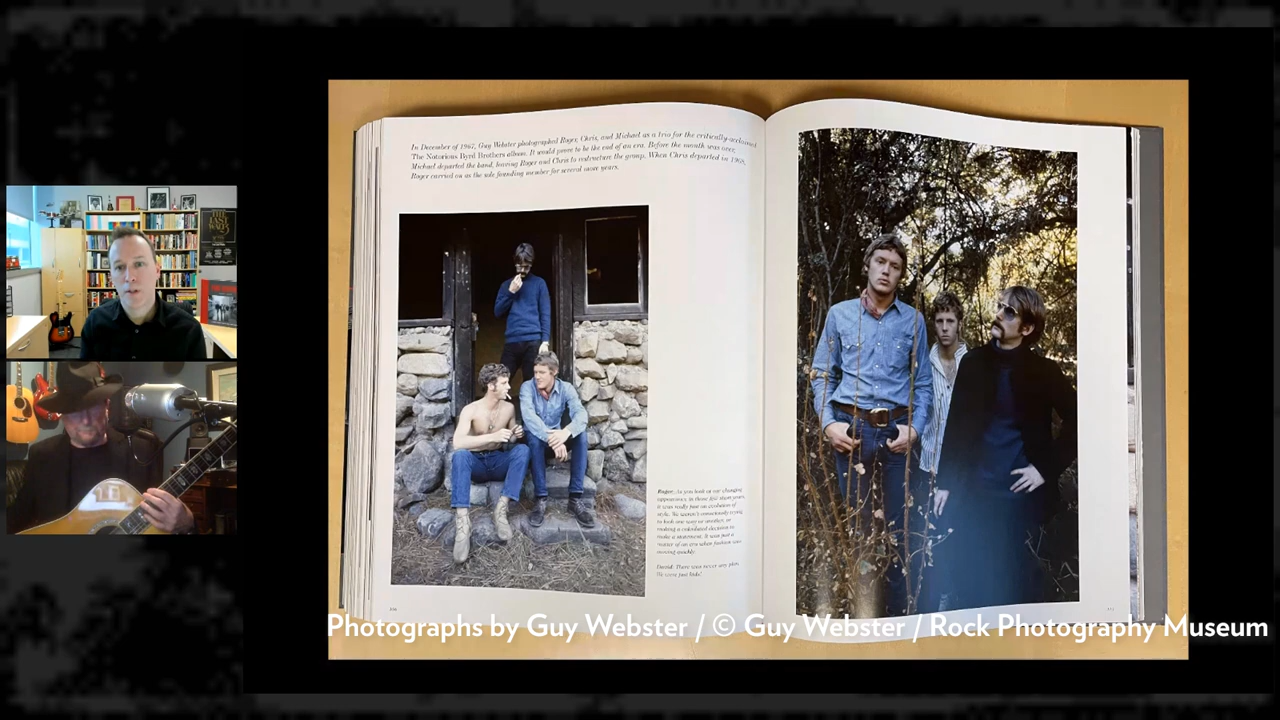 In December of 1967, Guy Webster photographed Roger, Chris, and Michael as a trio for the critically-acclaimed
The Notorious Byrd Brothers album. It would prove to be the end of an era. Before the month was over,
Michael departed the band, leaving Roger and Chris to restructure the group. When Chris departed in 1968,
Roger carried on as the sole founding member for several more years.
THE
LAST
WALTZ
Roger: As you look at our changing
appearance in those few short years,
it was really just an evolution of
style. We weren't consciously trying
to look one way or another, or
making a calculated decision to
make a statement. It was just a
matter of an era when fashion was
moving quickly.
David: There was never any plan.
We were just kids!
Photographs by Guy Webster / © Guy Webster / Rock Photography Museum